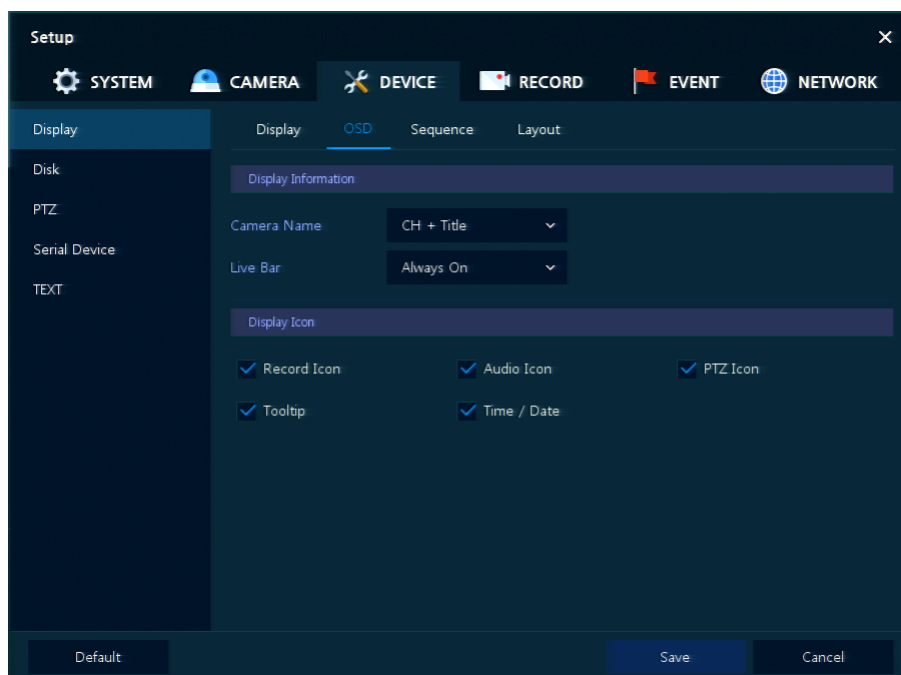 Setup
SYSTEM CAMERA DEVICE RECORD EVENT NETWORK
Display
Disk
PTZ
Serial Device
TEXT
Display OSD Sequence Layout
Display Information
Camera Name CH + Title
Live Bar Always On
Display Icon
Record Icon Audio Icon PTZ Icon
Tooltip Time / Date
Default Save Cancel